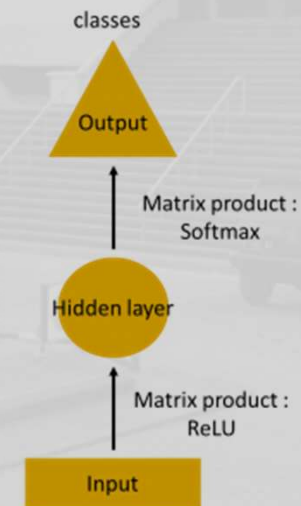 classes
Output
Matrix product :
Softmax
Hidden layer
Matrix product :
ReLU
Input